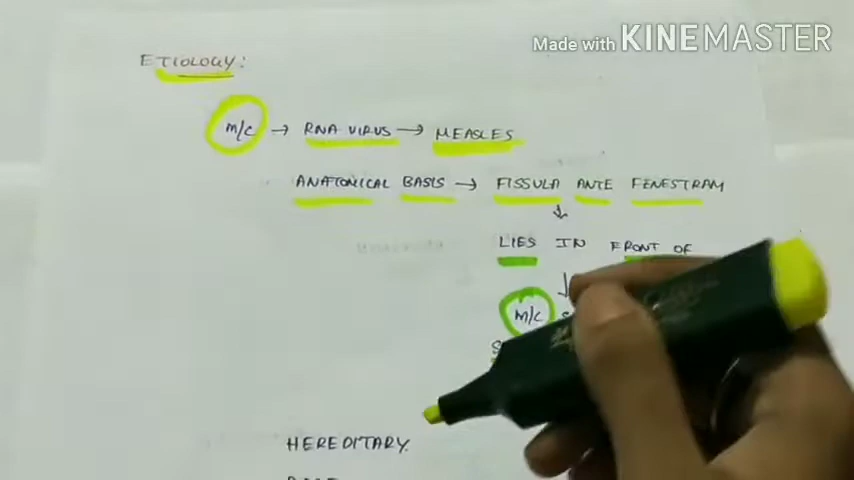 Made with KINEMASTER
ETIOLOGY:
M/C → RNA VIRUS → MEASLES
ANATOMICAL BASIS → FISSULA ANTE FENESTRAM
↓
LIES IN FRONT OF
↓
M/C
HEREDITARY.